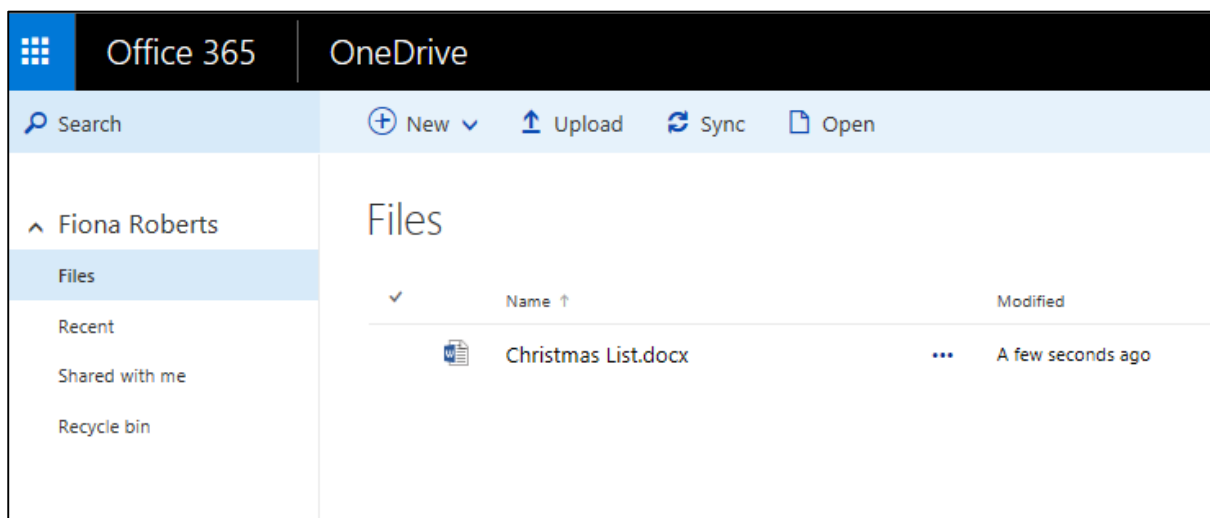 Office 365 OneDrive
Search New Upload Sync Open
Fiona Roberts
Files
Recent
Shared with me
Recycle bin
Files
Name ↑ Modified
Christmas List.docx ••• A few seconds ago